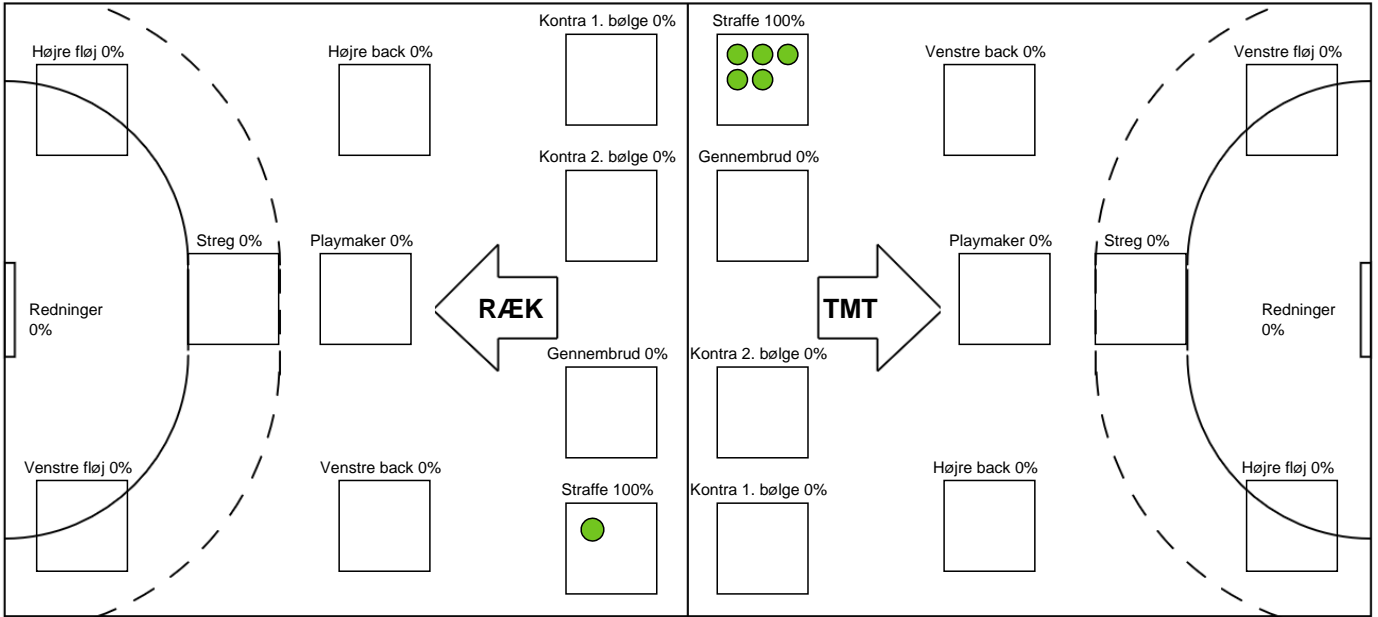 Kontra 1. bølge 0%
Straffe 100%
Højre fløj 0%
Højre back 0%
Venstre back 0%
Venstre fløj 0%
Kontra 2. bølge 0%
Gennembrud 0%
Streg 0%
Playmaker 0%
Playmaker 0%
Streg 0%
Redninger
0%
RÆK
TMT
Redninger
0%
Gennembrud 0%
Kontra 2. bølge 0%
Venstre fløj 0%
Venstre back 0%
Højre back 0%
Højre fløj 0%
Straffe 100%
Kontra 1. bølge 0%